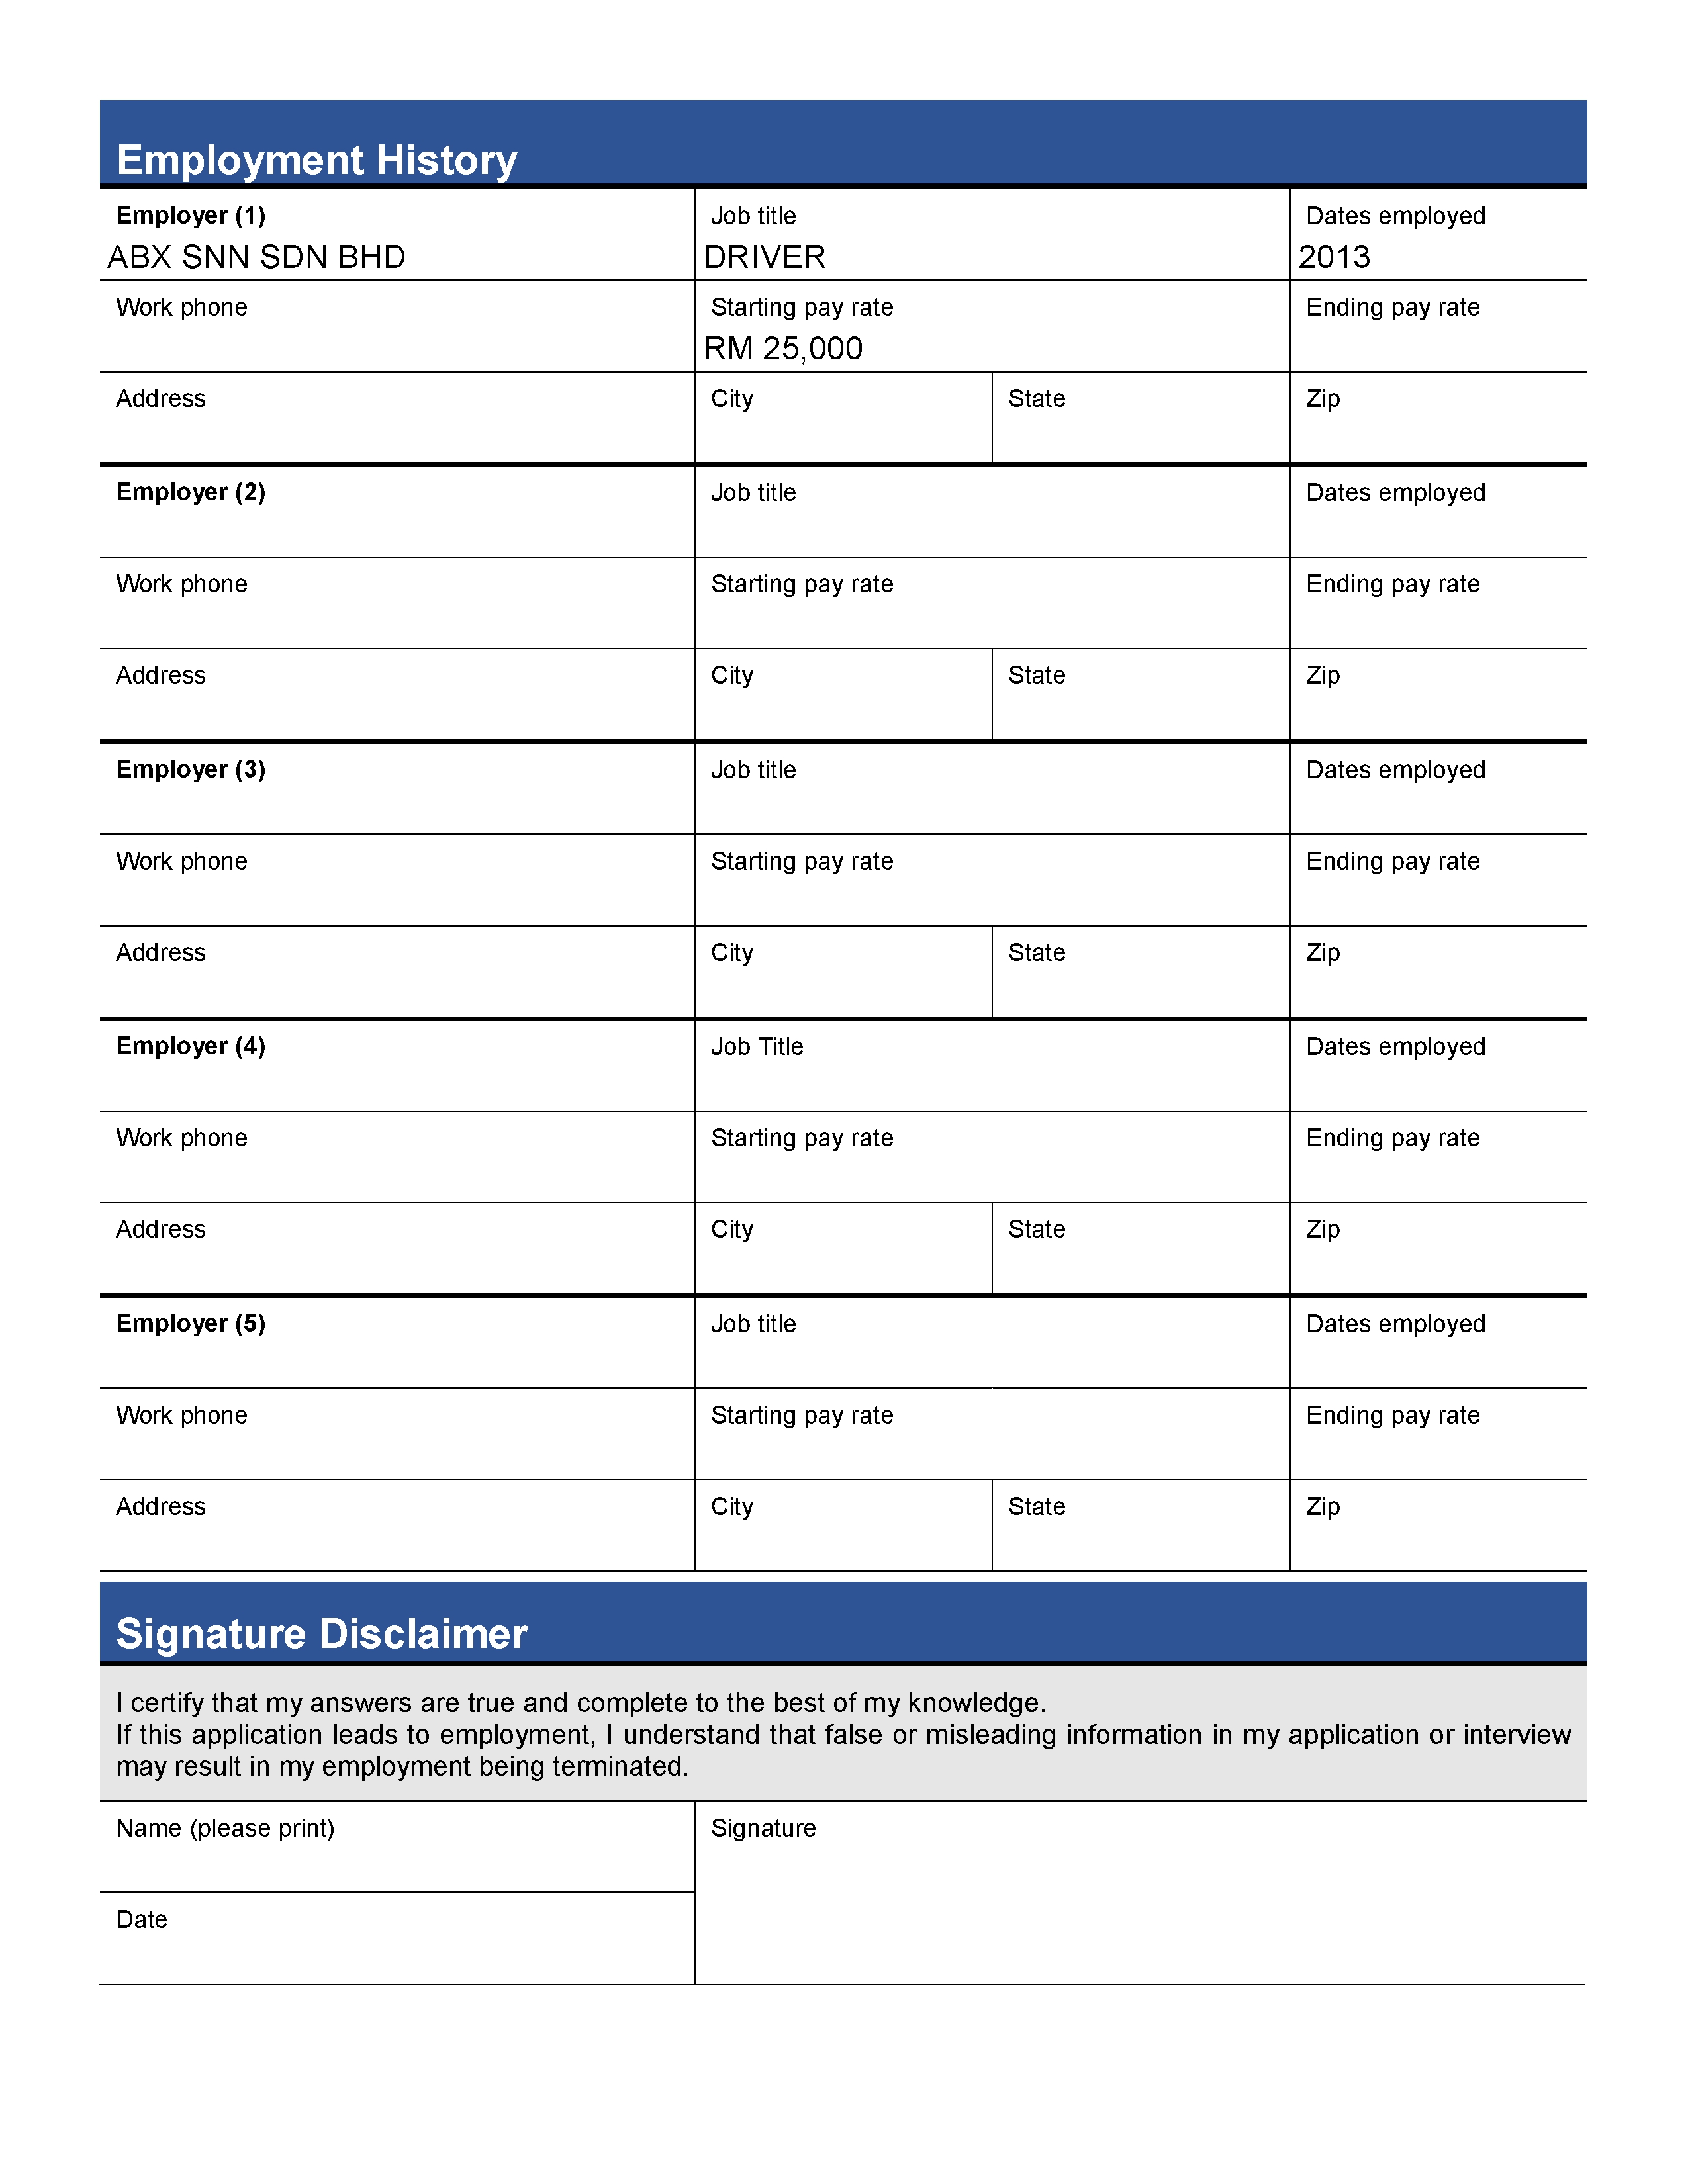 Employment History
Employer (1) Job title Dates employed
ABX SNN SDN BHD DRIVER 2013
Work phone Starting pay rate Ending pay rate
RM 25,000
Address City State Zip
Employer (2) Job title Dates employed
Work phone Starting pay rate Ending pay rate
Address City State Zip
Employer (3) Job title Dates employed
Work phone Starting pay rate Ending pay rate
Address City State Zip
Employer (4) Job Title Dates employed
Work phone Starting pay rate Ending pay rate
Address City State Zip
Employer (5) Job title Dates employed
Work phone Starting pay rate Ending pay rate
Address City State Zip
Signature Disclaimer
I certify that my answers are true and complete to the best of my knowledge.
If this application leads to employment, I understand that false or misleading information in my application or interview
may result in my employment being terminated.
Name (please print) Signature
Date